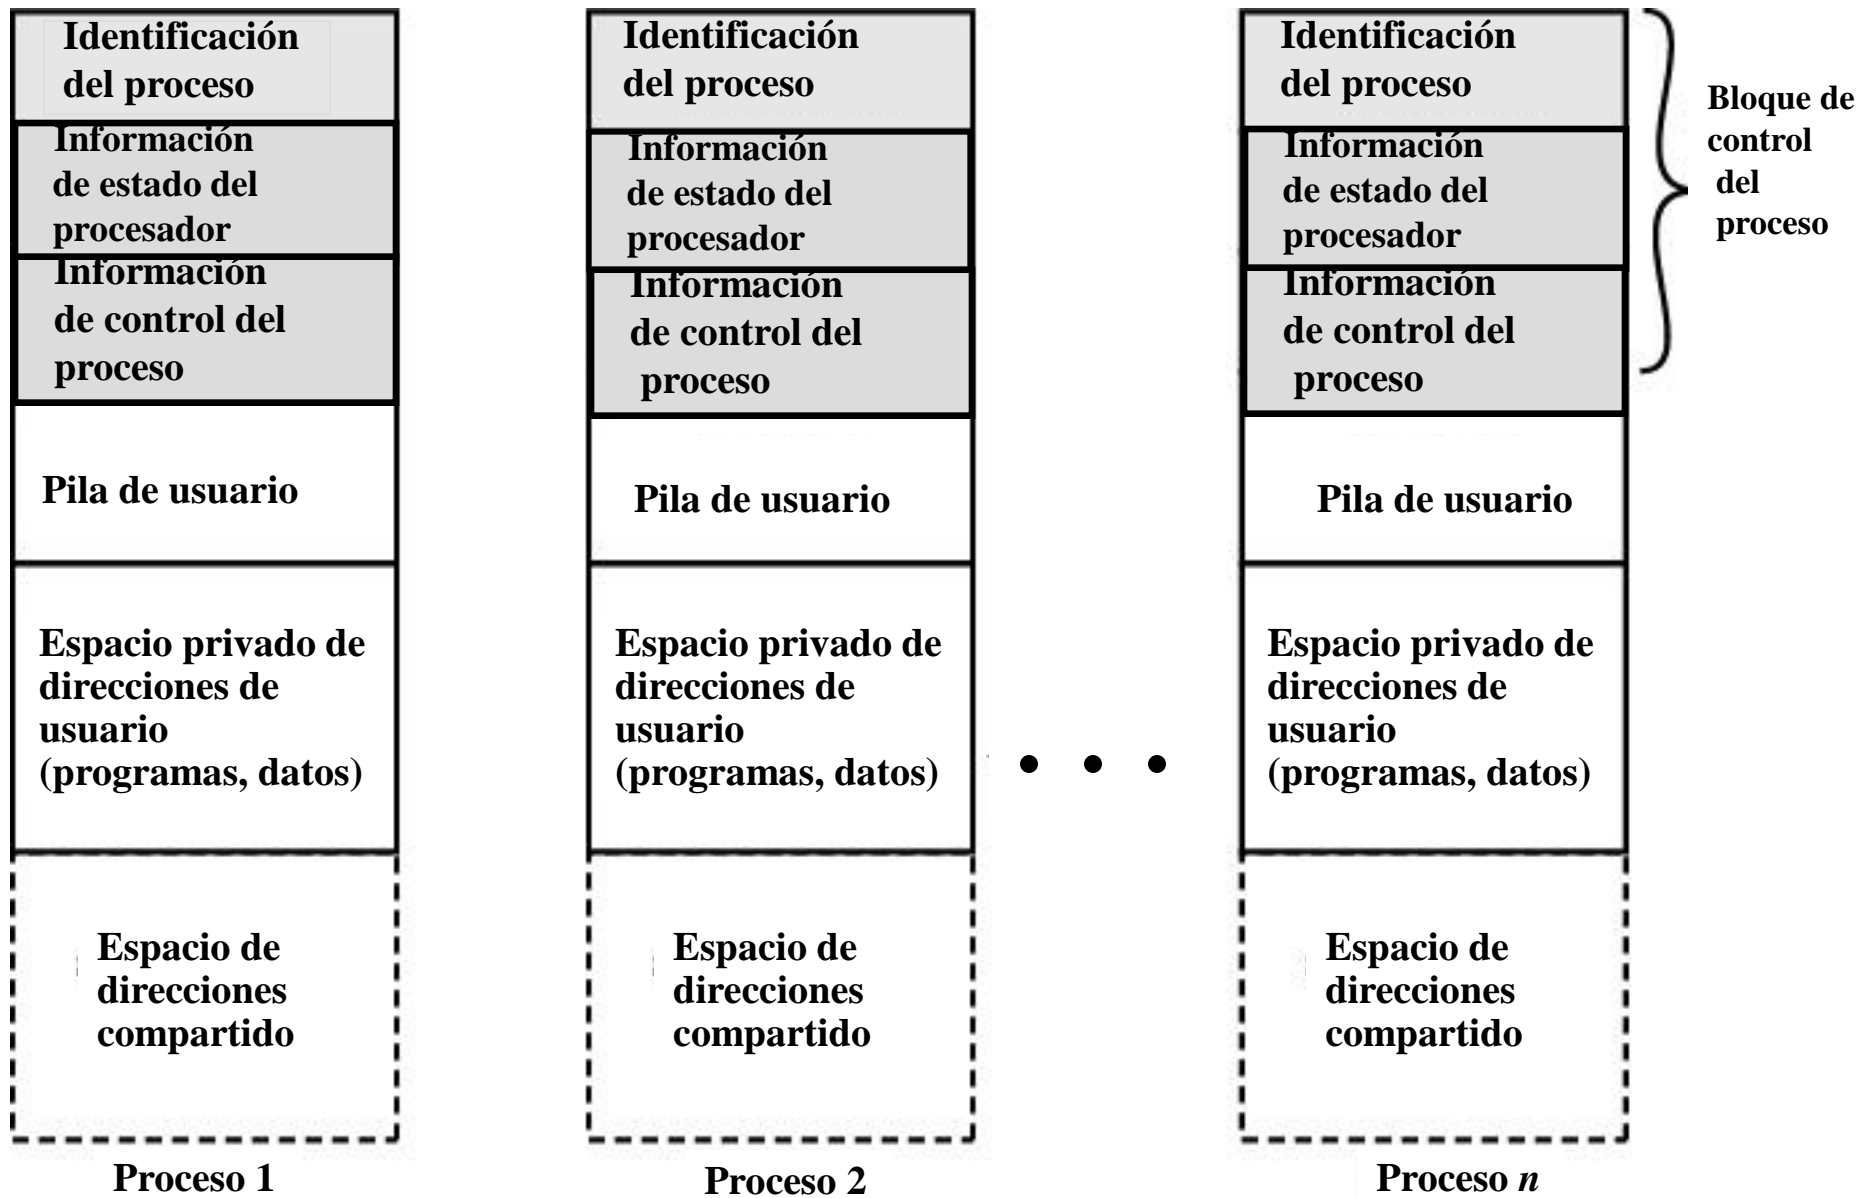 Identificación
del proceso
Información
de estado del
procesador
Información
de control del
proceso
Pila de usuario
Espacio privado de
direcciones de
usuario
(programas, datos)
Espacio de
direcciones
compartido
Proceso 1
Identificación
del proceso
Información
de estado del
procesador
Información
de control del
proceso
Pila de usuario
Espacio privado de
direcciones de
usuario
(programas, datos)
Espacio de
direcciones
compartido
Proceso 2
• • •
Identificación
del proceso
Información
de estado del
procesador
Información
de control del
proceso
Pila de usuario
Espacio privado de
direcciones de
usuario
(programas, datos)
Espacio de
direcciones
compartido
Proceso n
Bloque de
control
del
proceso